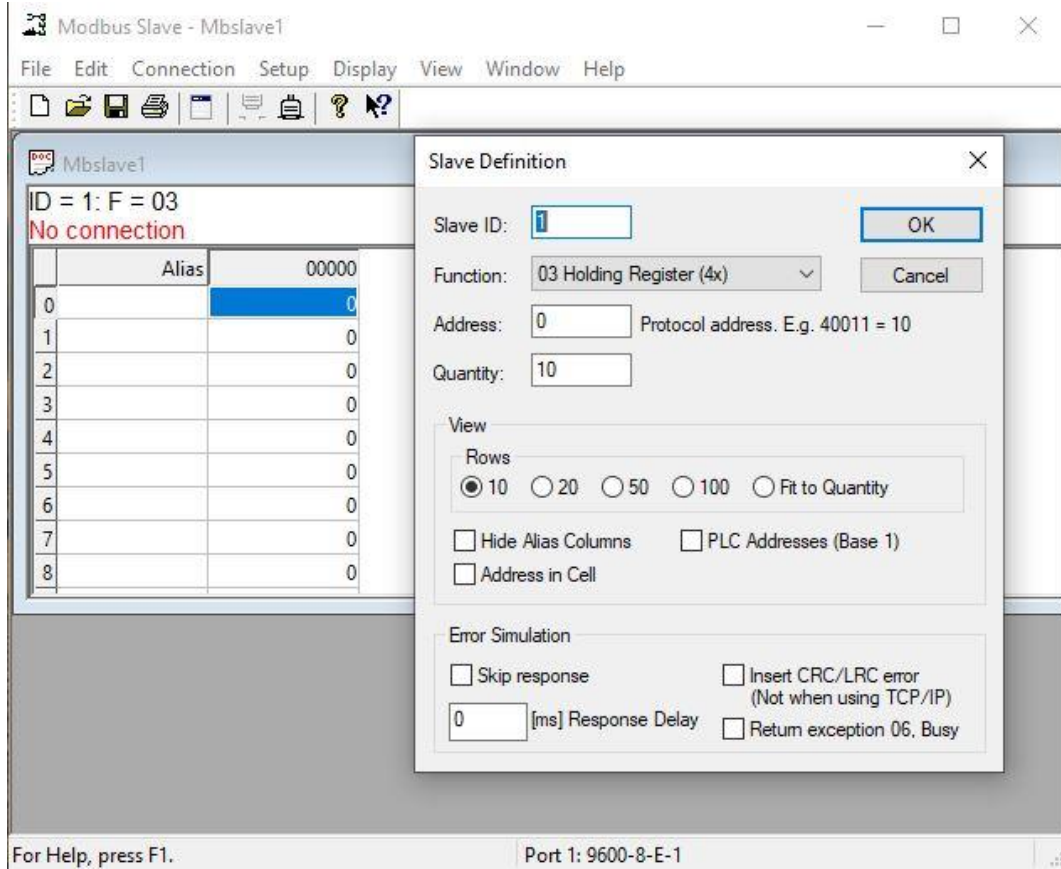 Modbus Slave - Mbslave1
File Edit Connection Setup Display View Window Help
Mbslave1
ID = 1: F = 03
No connection
Alias 00000
0 0
1 0
2 0
3 0
4 0
5 0
6 0
7 0
8 0
Slave Definition
Slave ID: 1
OK
Function: 03 Holding Register (4x)
Cancel
Address: 0 Protocol address. E.g. 40011 = 10
Quantity: 10
View
Rows
10 20 50 100 Fit to Quantity
Hide Alias Columns PLC Addresses (Base 1)
Address in Cell
Error Simulation
Skip response
Insert CRC/LRC error
(Not when using TCP/IP)
0 [ms] Response Delay
Return exception 06, Busy
For Help, press F1. Port 1: 9600-8-E-1